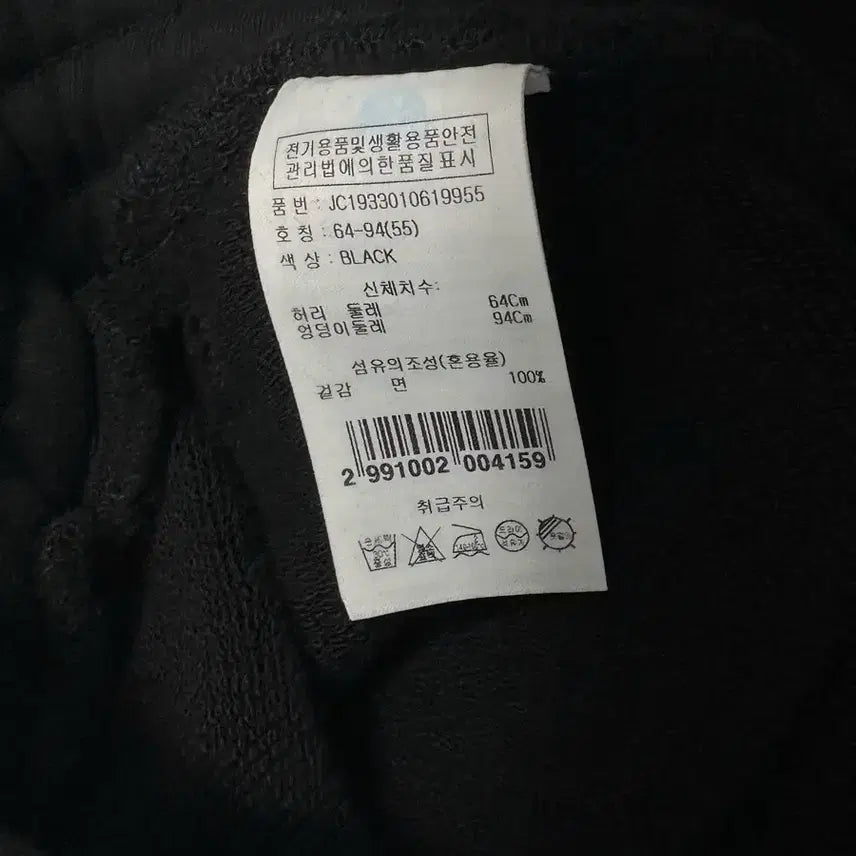 전기용품및생활용품안전
관리법에의한품질표시
품 번 : JC1933010619955
호 칭 : 64-94(55)
색 상 : BLACK
신체치수:
허리 둘레 64Cm
엉덩이둘레 94Cm
섬유의조성(혼용율)
겉감 면 100%
2 991002 004159
취급주의